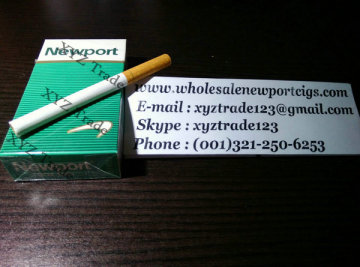 Newport
XYZ Trade
XYZ Trade
XYZ Trade
Newport
www.wholesalenewportcigs.com
E-mail : xyztrade123@gmail.com
Skype : xyztrade123
Phone : (001)321-250-6253